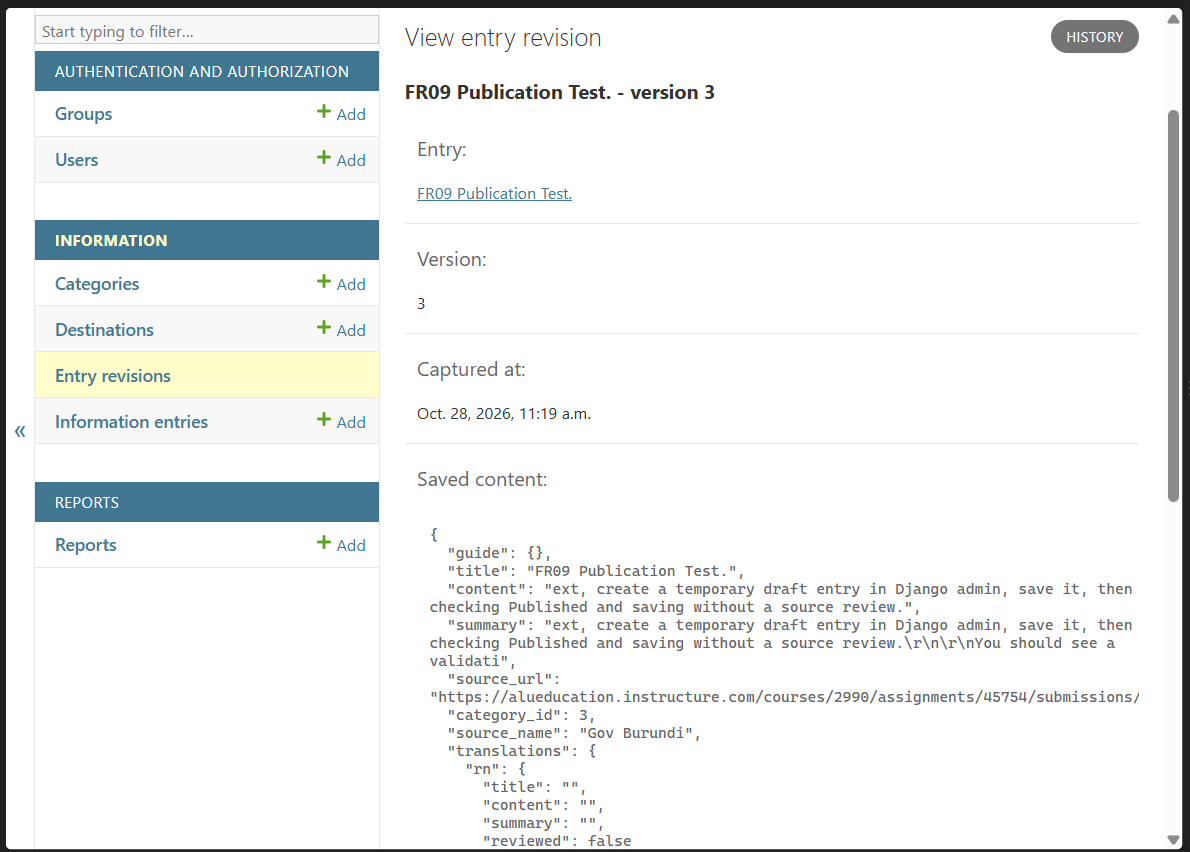 Start typing to filter...
AUTHENTICATION AND AUTHORIZATION
Groups + Add
Users + Add
INFORMATION
Categories + Add
Destinations + Add
Entry revisions
Information entries + Add
REPORTS
Reports + Add
«
View entry revision
HISTORY
FR09 Publication Test. - version 3
Entry:
FR09 Publication Test.
Version:
3
Captured at:
Oct. 28, 2026, 11:19 a.m.
Saved content:
{
  "guide": {},
  "title": "FR09 Publication Test.",
  "content": "ext, create a temporary draft entry in Django admin, save it, then
checking Published and saving without a source review.",
  "summary": "ext, create a temporary draft entry in Django admin, save it, then
checking Published and saving without a source review.\r\n\r\nYou should see a
validati",
  "source_url":
"https://alueducation.instructure.com/courses/2990/assignments/45754/submissions/
  "category_id": 3,
  "source_name": "Gov Burundi",
  "translations": {
    "rn": {
      "title": "",
      "content": "",
      "summary": "",
      "reviewed": false